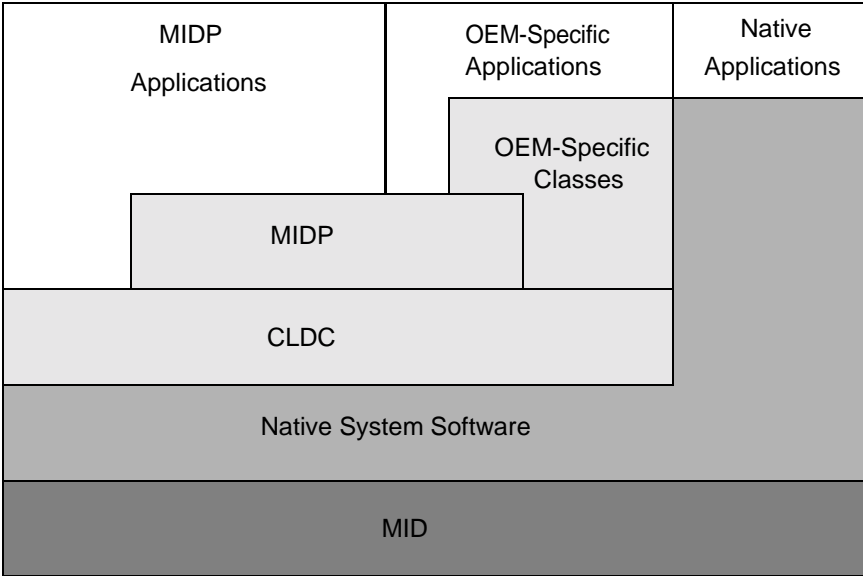 MIDP
Applications
OEM-Specific
Applications
Native
Applications
OEM-Specific
Classes
MIDP
CLDC
Native System Software
MID